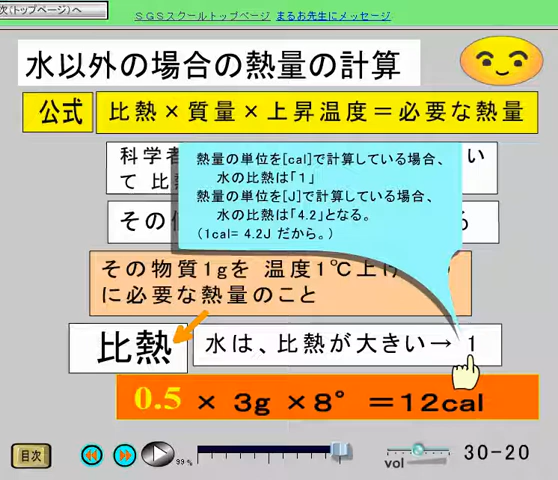 次(トップページ)へ
SGSスクールトップページ まるお先生にメッセージ
水以外の場合の熱量の計算
公式 比熱×質量×上昇温度＝必要な熱量
科学者
い
て 比
熱量の単位を[cal]で計算している場合、
水の比熱は「1」
熱量の単位を[J]で計算している場合、
水の比熱は「4.2」となる。
(1cal= 4.2J だから。)
その
その物質1gを 温度1℃上げ
に必要な熱量のこと
比熱 水は、比熱が大きい→ 1
0.5 × 3g ×8° ＝12cal
目次 99% vol 30-20